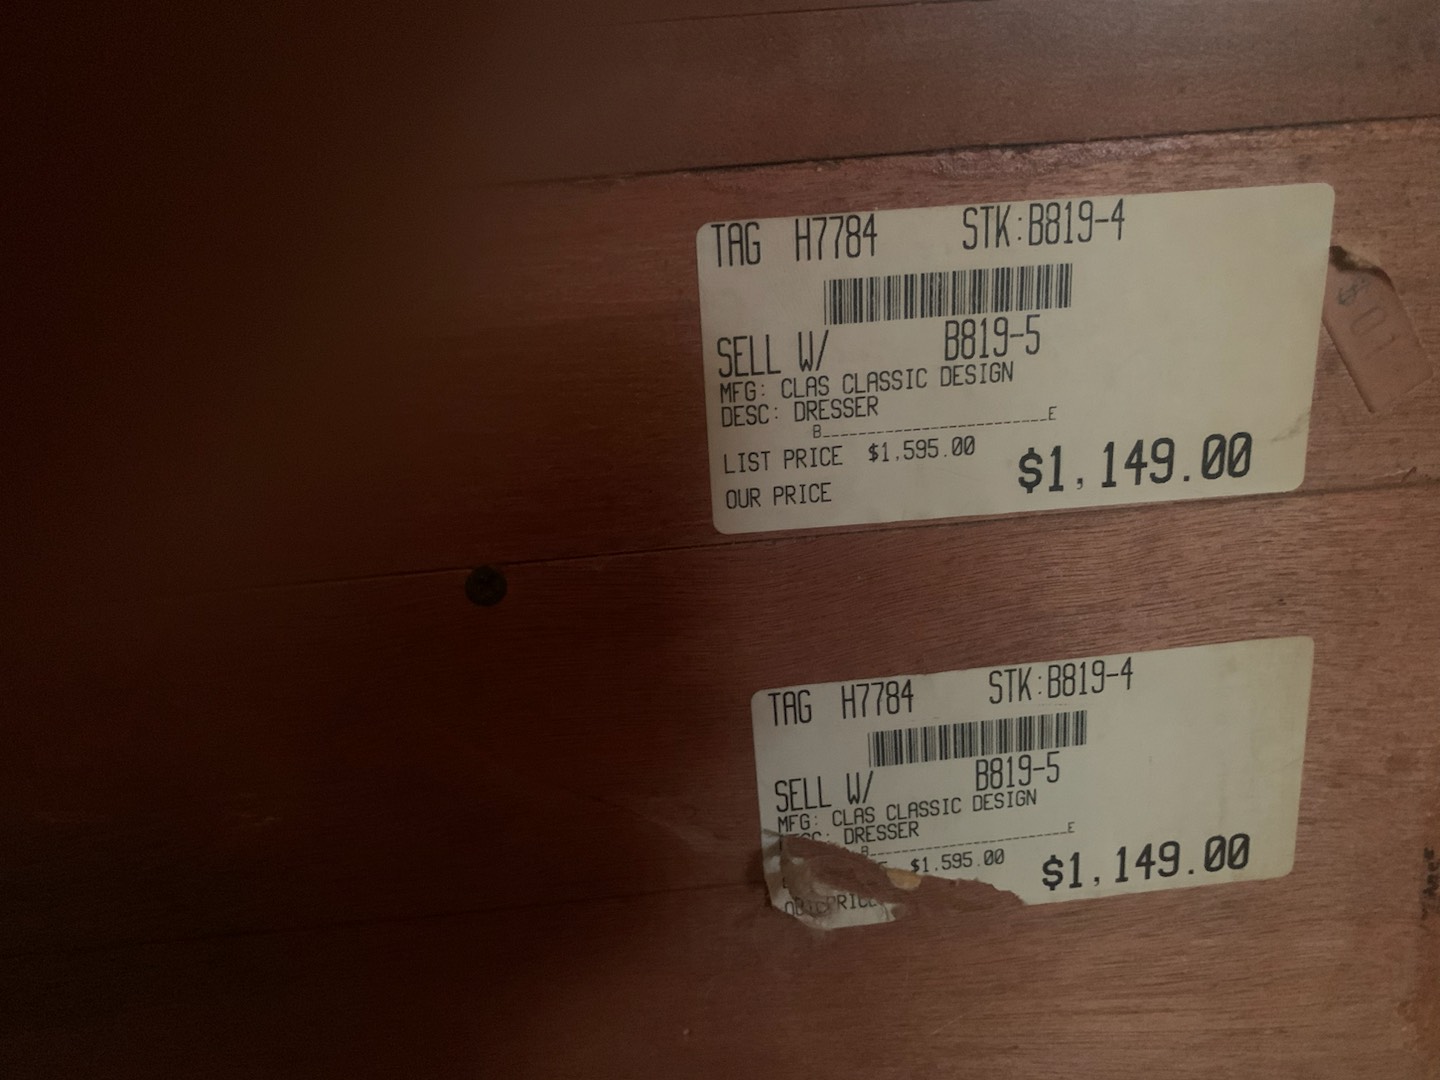 TAG H7784 STK:B819-4
SELL W/ B819-5
MFG: CLAS CLASSIC DESIGN
DESC: DRESSER
B_________________________E
LIST PRICE $1,595.00
OUR PRICE $1,149.00
TAG H7784 STK:B819-4
SELL W/ B819-5
MFG: CLAS CLASSIC DESIGN
DRESSER
B______________________E
$1,595.00
$1,149.00